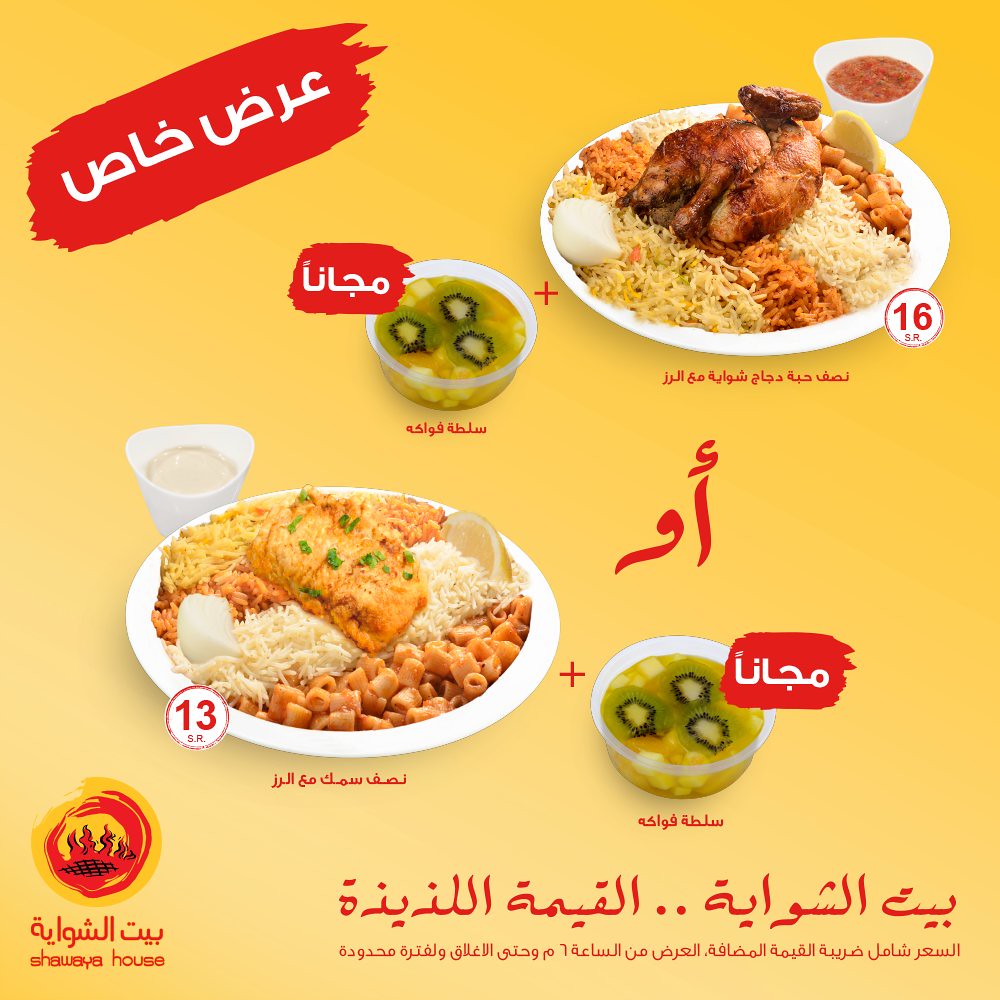 عرض خاص
16
S.R.
نصف حبة دجاج شواية مع الرز
+
مجاناً
سلطة فواكه
أو
13
S.R.
نصف سمك مع الرز
+
مجاناً
سلطة فواكه
بيت الشواية .. القيمة اللذيذة
السعر شامل ضريبة القيمة المضافة، العرض من الساعة ٦ م وحتى الاغلاق ولفترة محدودة
بيت الشواية
shawaya house